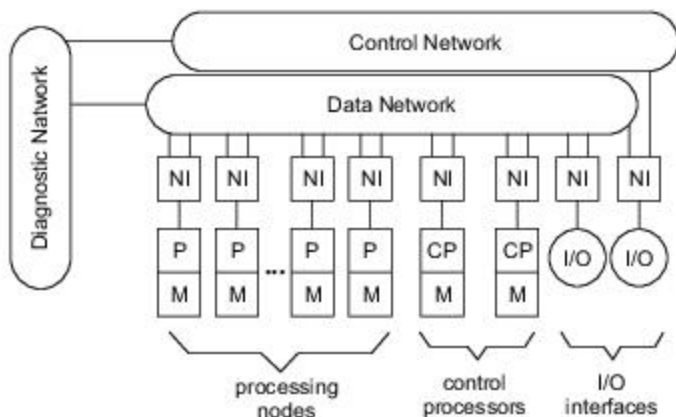 Control Network
Diagnostic Natwork
Data Network
NI NI NI NI NI NI NI NI
P P ... P P CP CP I/O I/O
M M M M M M
processing nodes
control processors
I/O interfaces